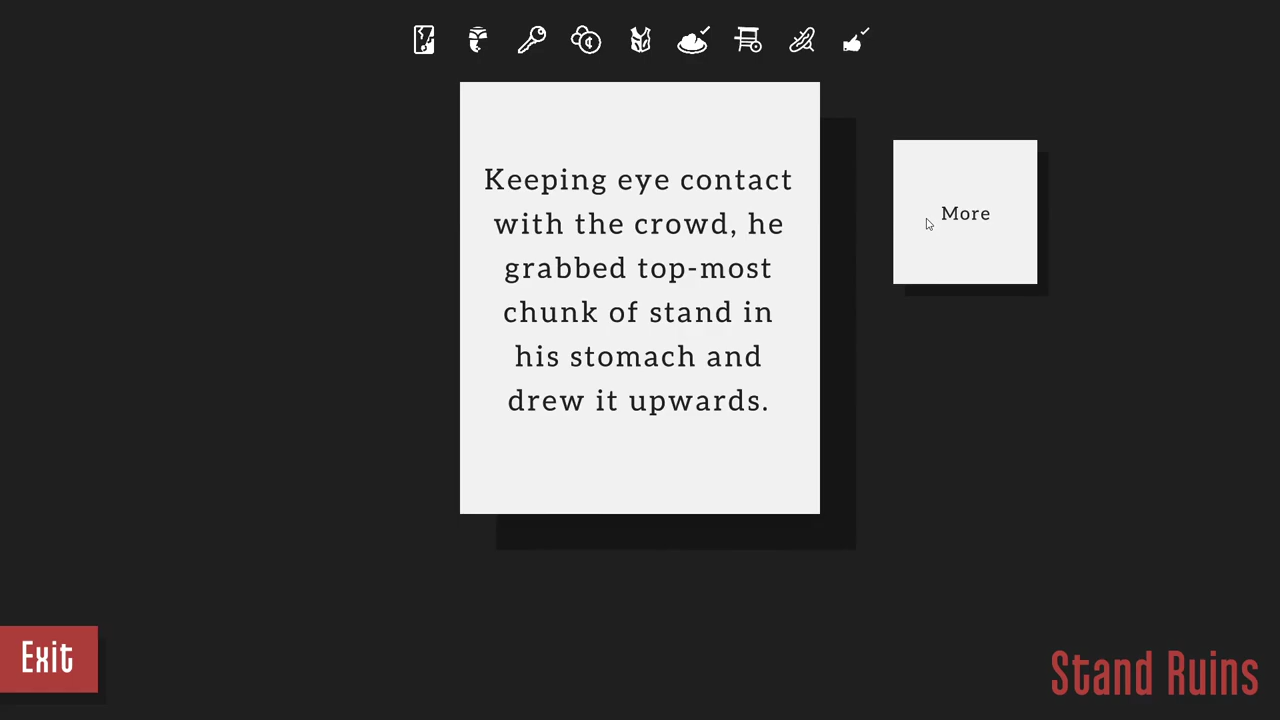 Keeping eye contact
with the crowd, he
grabbed top-most
chunk of stand in
his stomach and
drew it upwards.
More
Exit
Stand Ruins